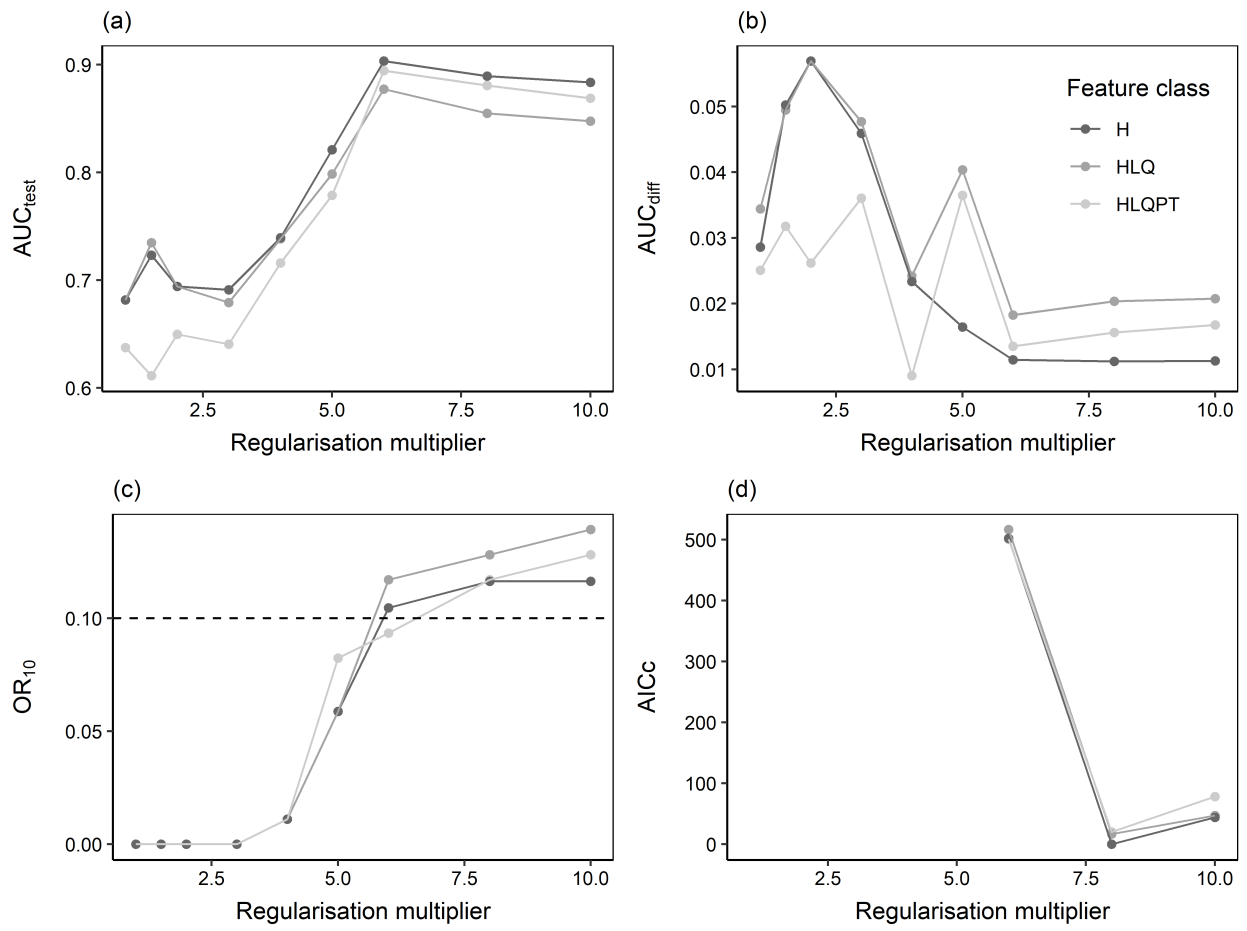 (a)
0.9
0.8
0.7
0.6
AUCtest
2.5 5.0 7.5 10.0
Regularisation multiplier
(b)
0.05
0.04
0.03
0.02
0.01
AUCdiff
Feature class
H
HLQ
HLQPT
2.5 5.0 7.5 10.0
Regularisation multiplier
(c)
0.10
0.05
0.00
OR10
2.5 5.0 7.5 10.0
Regularisation multiplier
(d)
500
400
300
200
100
0
AICc
2.5 5.0 7.5 10.0
Regularisation multiplier